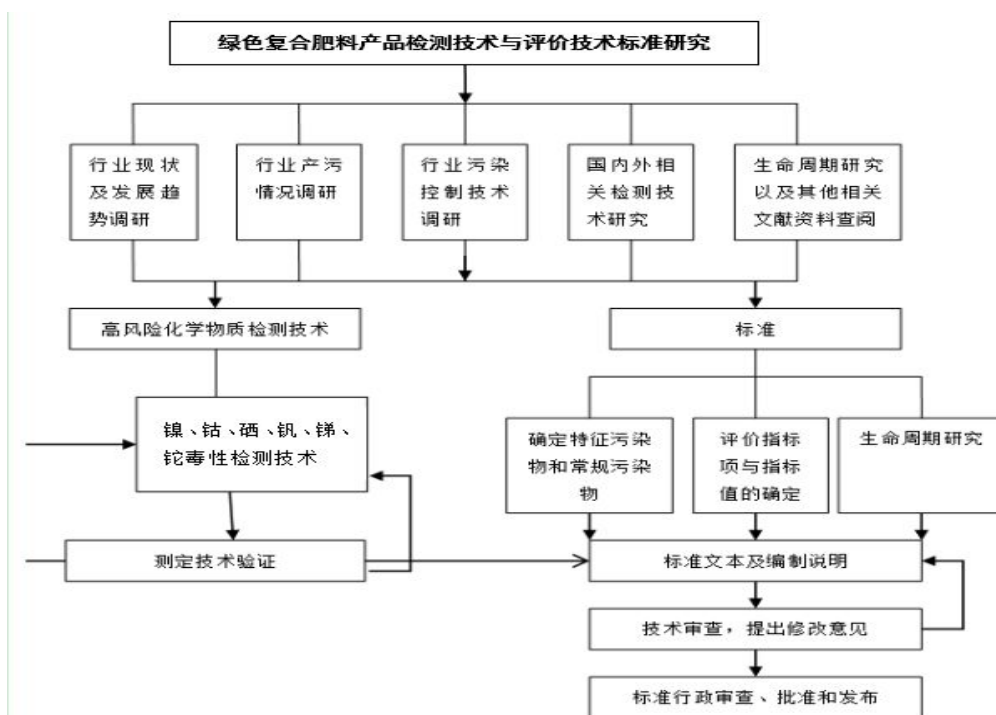 绿色复合肥料产品检测技术与评价技术标准研究
行业现状
及发展趋
势调研
行业产污
情况调研
行业污染
控制技术
调研
国内外相
关检测技
术研究
生命周期研究
以及其他相关
文献资料查阅
高风险化学物质检测技术
标准
镍、钴、硒、钒、锑、
铊毒性检测技术
确定特征污染
物和常规污染
物
评价指标
项与指标
值的确定
生命周期研究
测定技术验证
标准文本及编制说明
技术审查，提出修改意见
标准行政审查、批准和发布